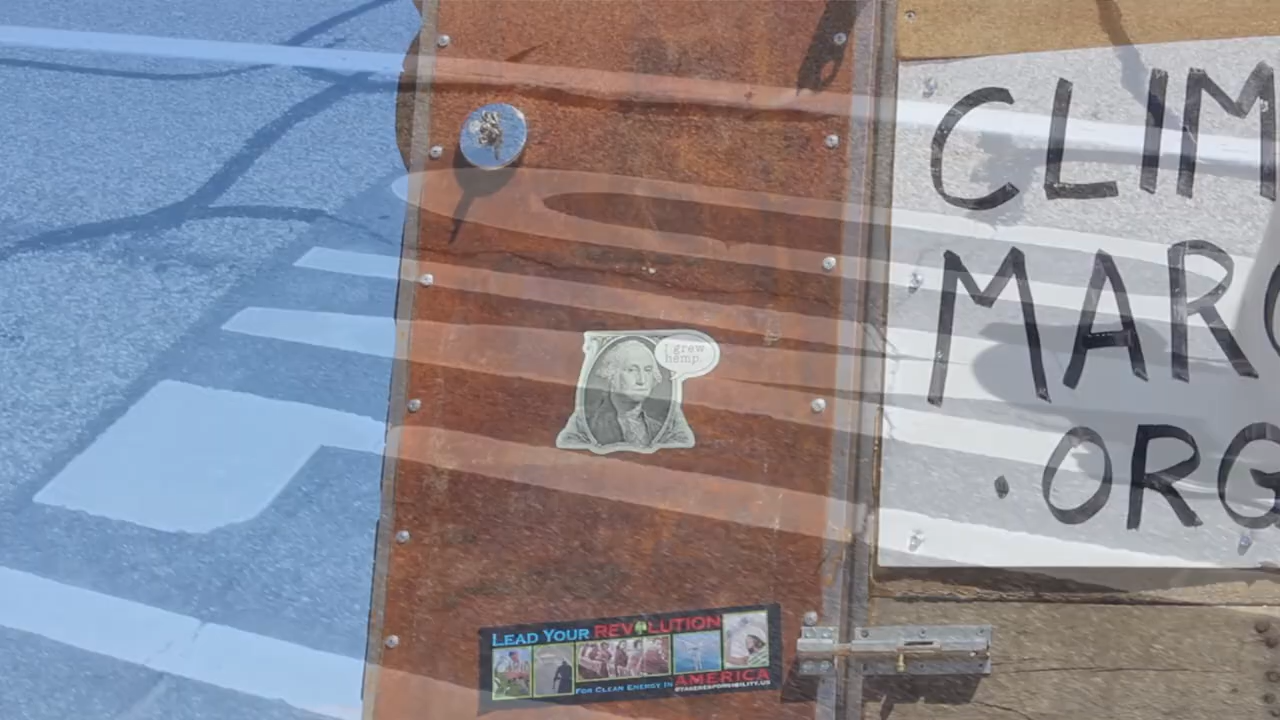 CLIM
MARC
.ORG
I grew
hemp.
LEAD YOUR REVOLUTION
FOR CLEAN ENERGY IN AMERICA